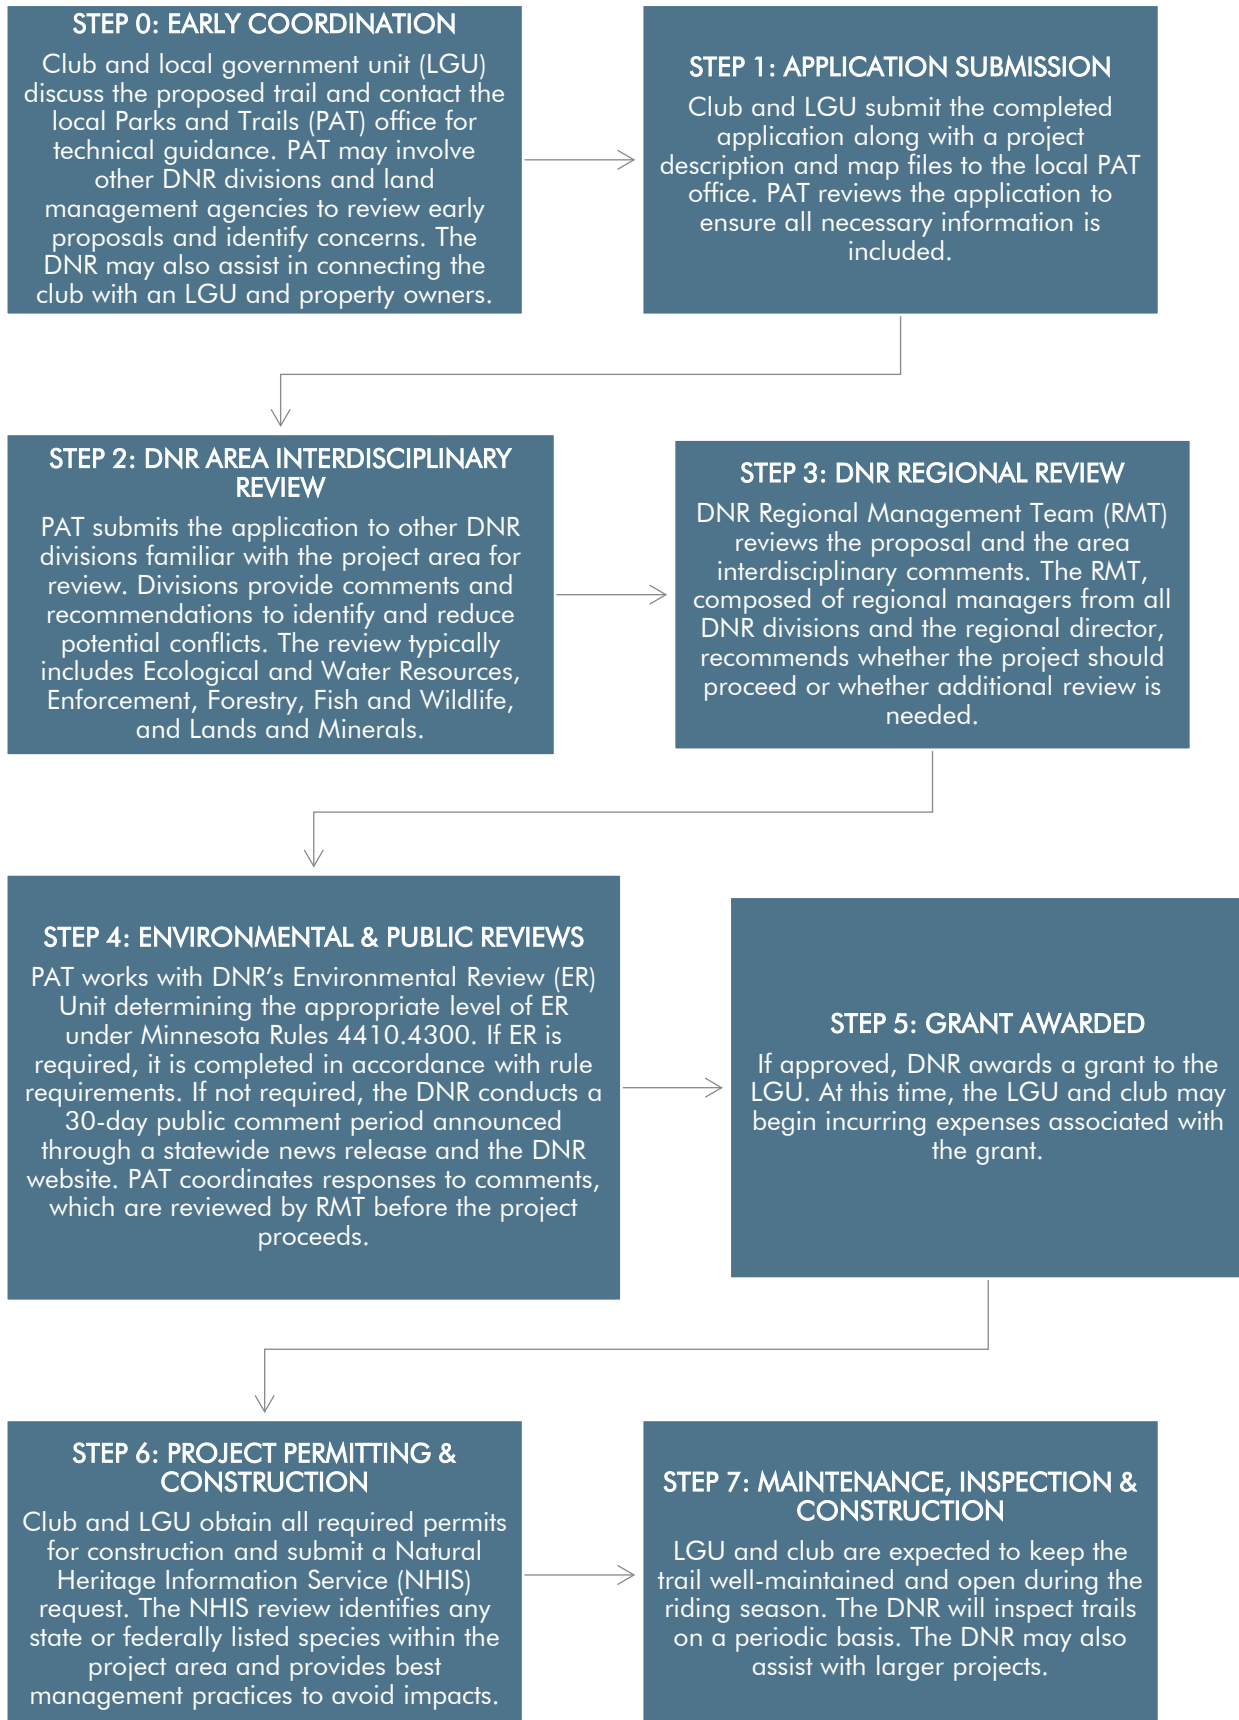 STEP 0: EARLY COORDINATION
Club and local government unit (LGU)
discuss the proposed trail and contact the
local Parks and Trails (PAT) office for
technical guidance. PAT may involve
other DNR divisions and land
management agencies to review early
proposals and identify concerns. The
DNR may also assist in connecting the
club with an LGU and property owners.
STEP 1: APPLICATION SUBMISSION
Club and LGU submit the completed
application along with a project
description and map files to the local PAT
office. PAT reviews the application to
ensure all necessary information is
included.
STEP 2: DNR AREA INTERDISCIPLINARY
REVIEW
PAT submits the application to other DNR
divisions familiar with the project area for
review. Divisions provide comments and
recommendations to identify and reduce
potential conflicts. The review typically
includes Ecological and Water Resources,
Enforcement, Forestry, Fish and Wildlife,
and Lands and Minerals.
STEP 3: DNR REGIONAL REVIEW
DNR Regional Management Team (RMT)
reviews the proposal and the area
interdisciplinary comments. The RMT,
composed of regional managers from all
DNR divisions and the regional director,
recommends whether the project should
proceed or whether additional review is
needed.
STEP 4: ENVIRONMENTAL & PUBLIC REVIEWS
PAT works with DNR’s Environmental Review (ER)
Unit determining the appropriate level of ER
under Minnesota Rules 4410.4300. If ER is
required, it is completed in accordance with rule
requirements. If not required, the DNR conducts a
30-day public comment period announced
through a statewide news release and the DNR
website. PAT coordinates responses to comments,
which are reviewed by RMT before the project
proceeds.
STEP 5: GRANT AWARDED
If approved, DNR awards a grant to the
LGU. At this time, the LGU and club may
begin incurring expenses associated with
the grant.
STEP 6: PROJECT PERMITTING &
CONSTRUCTION
Club and LGU obtain all required permits
for construction and submit a Natural
Heritage Information Service (NHIS)
request. The NHIS review identifies any
state or federally listed species within the
project area and provides best
management practices to avoid impacts.
STEP 7: MAINTENANCE, INSPECTION &
CONSTRUCTION
LGU and club are expected to keep the
trail well-maintained and open during the
riding season. The DNR will inspect trails
on a periodic basis. The DNR may also
assist with larger projects.